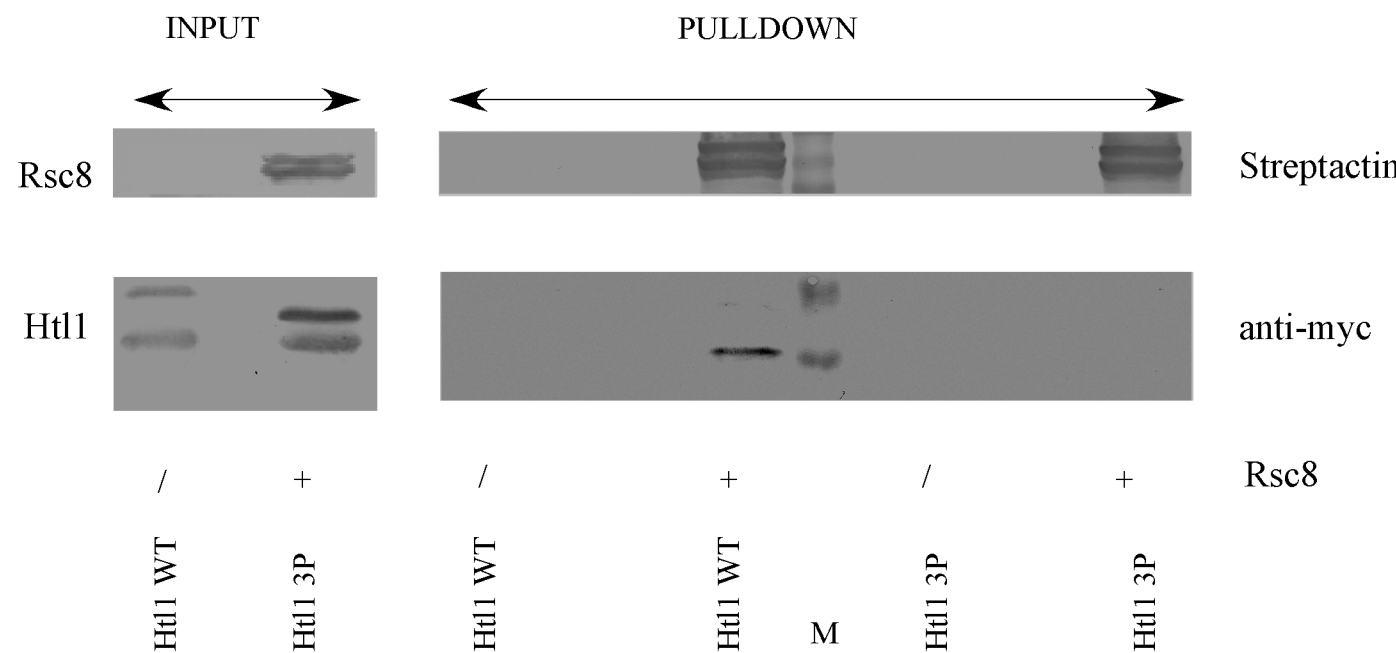 INPUT PULLDOWN
Rsc8 Streptactin
Htl1 anti-myc
/ + / + / + Rsc8
Htl1 WT Htl1 3P Htl1 WT Htl1 WT M Htl1 3P Htl1 3P